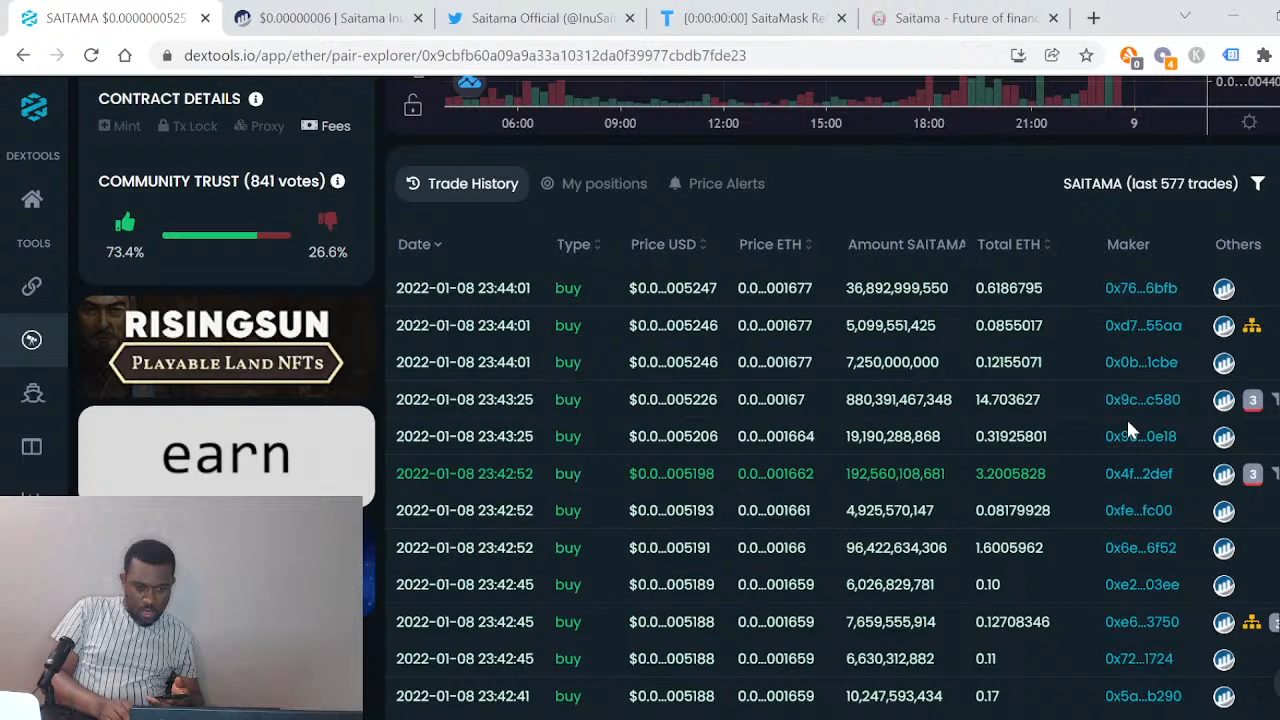 SAITAMA $0.0000000525
$0.00000006 | Saitama Inu
Saitama Official (@InuSai
[0:00:00:00] SaitaMask Re
Saitama - Future of financ
dextools.io/app/ether/pair-explorer/0x9cbfb60a09a9a33a10312da0f39977cbdb7fde23
0
4
K
CONTRACT DETAILS
Mint Tx Lock Proxy Fees
0.0...00440
06:00 09:00 12:00 15:00 18:00 21:00 9
DEXTOOLS
COMMUNITY TRUST (841 votes)
73.4% 26.6%
TOOLS
Trade History My positions Price Alerts SAITAMA (last 577 trades)
Date Type Price USD Price ETH Amount SAITAMA Total ETH Maker Others
2022-01-08 23:44:01 buy $0.0...005247 0.0...001677 36,892,999,550 0.6186795 0x76...6bfb
2022-01-08 23:44:01 buy $0.0...005246 0.0...001677 5,099,551,425 0.0855017 0xd7...55aa
2022-01-08 23:44:01 buy $0.0...005246 0.0...001677 7,250,000,000 0.12155071 0x0b...1cbe
2022-01-08 23:43:25 buy $0.0...005226 0.0...00167 880,391,467,348 14.703627 0x9c...c580 3
2022-01-08 23:43:25 buy $0.0...005206 0.0...001664 19,190,288,868 0.31925801
2022-01-08 23:42:52 buy $0.0...005198 0.0...001662 192,560,108,681 3.2005828 0x4f...2def 3
2022-01-08 23:42:52 buy $0.0...005193 0.0...001661 4,925,570,147 0.08179928 0xfe...fc00
2022-01-08 23:42:52 buy $0.0...005191 0.0...00166 96,422,634,306 1.6005962 0x6e...6f52
2022-01-08 23:42:45 buy $0.0...005189 0.0...001659 6,026,829,781 0.10 0xe2...03ee
2022-01-08 23:42:45 buy $0.0...005188 0.0...001659 7,659,555,914 0.12708346 0xe6...3750
2022-01-08 23:42:45 buy $0.0...005188 0.0...001659 6,630,312,882 0.11 0x72...1724
2022-01-08 23:42:41 buy $0.0...005188 0.0...001659 10,247,593,434 0.17 0x5a...b290
RISINGSUN
PLAYABLE LAND NFTS
earn